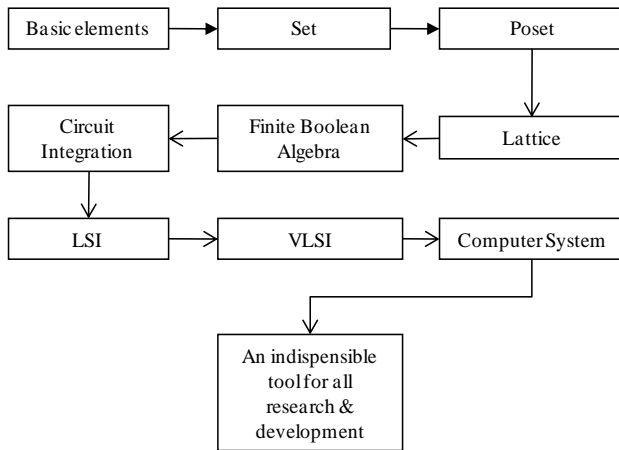 Basic elements
Set
Poset
Lattice
Finite Boolean
Algebra
Circuit
Integration
LSI
VLSI
Computer System
An indispensible
tool for all
research &
development